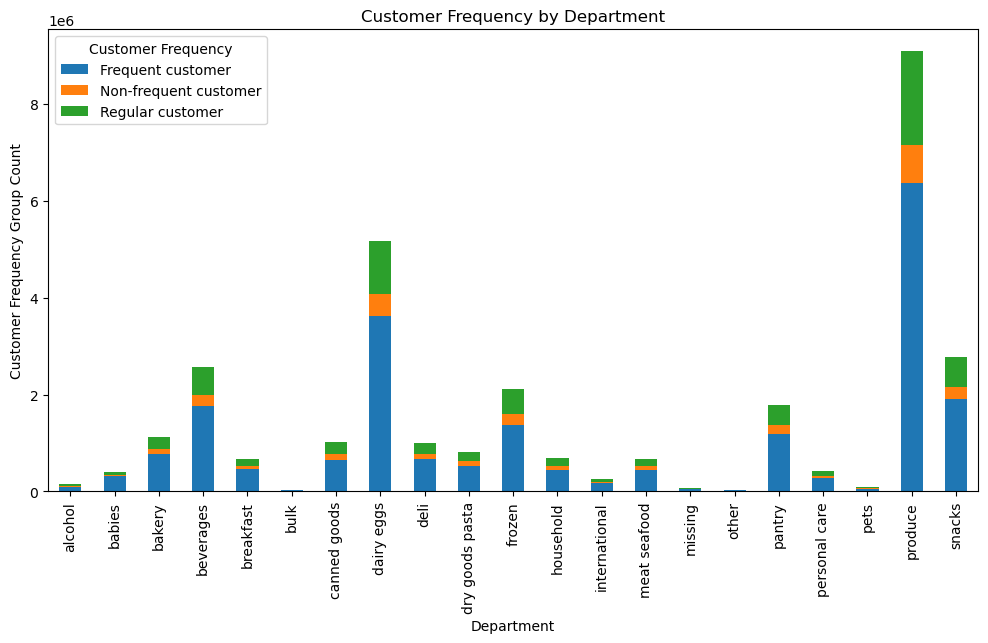 Customer Frequency by Department
1e6
Customer Frequency
Frequent customer
Non-frequent customer
Regular customer
Customer Frequency Group Count
8
6
4
2
0
alcohol
babies
bakery
beverages
breakfast
bulk
canned goods
dairy eggs
deli
dry goods pasta
frozen
household
international
meat seafood
missing
other
pantry
personal care
pets
produce
snacks
Department